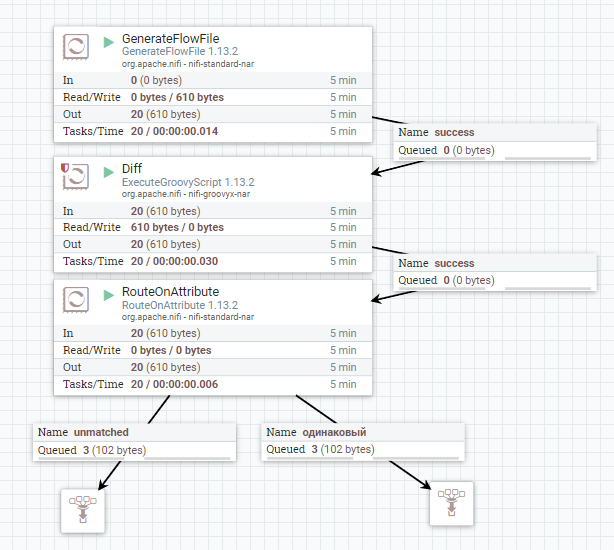 GenerateFlowFile
GenerateFlowFile 1.13.2
org.apache.nifi - nifi-standard-nar
In 0 (0 bytes) 5 min
Read/Write 0 bytes / 610 bytes 5 min
Out 20 (610 bytes) 5 min
Tasks/Time 20 / 00:00:00.014 5 min
Name success
Queued 0 (0 bytes)
Diff
ExecuteGroovyScript 1.13.2
org.apache.nifi - nifi-groovyx-nar
In 20 (610 bytes) 5 min
Read/Write 610 bytes / 0 bytes 5 min
Out 20 (610 bytes) 5 min
Tasks/Time 20 / 00:00:00.030 5 min
Name success
Queued 0 (0 bytes)
RouteOnAttribute
RouteOnAttribute 1.13.2
org.apache.nifi - nifi-standard-nar
In 20 (610 bytes) 5 min
Read/Write 0 bytes / 0 bytes 5 min
Out 20 (610 bytes) 5 min
Tasks/Time 20 / 00:00:00.006 5 min
Name unmatched
Queued 3 (102 bytes)
Name одинаковый
Queued 3 (102 bytes)